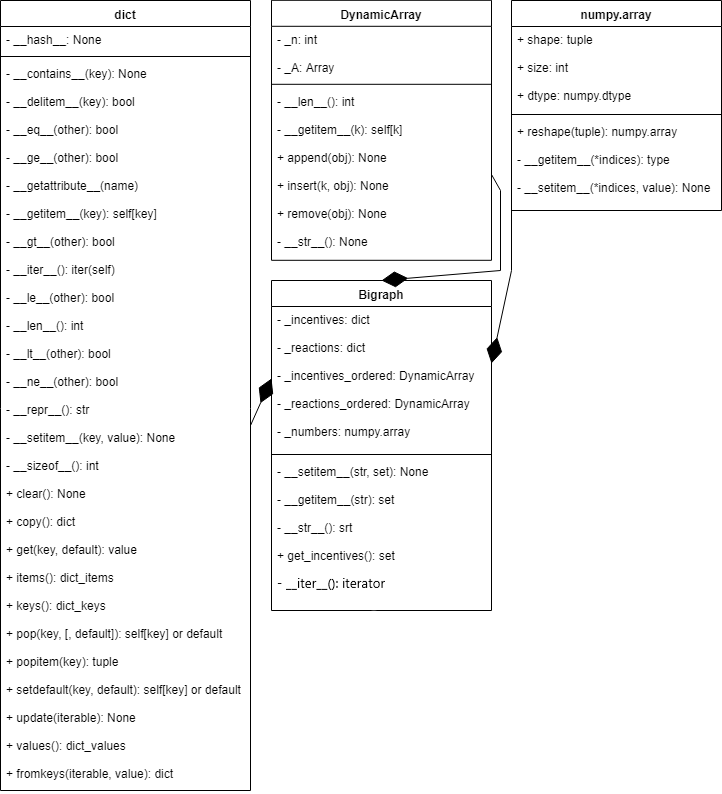 dict
- __hash__: None
- __contains__(key): None
- __delitem__(key): bool
- __eq__(other): bool
- __ge__(other): bool
- __getattribute__(name)
- __getitem__(key): self[key]
- __gt__(other): bool
- __iter__(): iter(self)
- __le__(other): bool
- __len__(): int
- __lt__(other): bool
- __ne__(other): bool
- __repr__(): str
- __setitem__(key, value): None
- __sizeof__(): int
+ clear(): None
+ copy(): dict
+ get(key, default): value
+ items(): dict_items
+ keys(): dict_keys
+ pop(key, [, default]): self[key] or default
+ popitem(key): tuple
+ setdefault(key, default): self[key] or default
+ update(iterable): None
+ values(): dict_values
+ fromkeys(iterable, value): dict
DynamicArray
- _n: int
- _A: Array
- __len__(): int
- __getitem__(k): self[k]
+ append(obj): None
+ insert(k, obj): None
+ remove(obj): None
- __str__(): None
numpy.array
+ shape: tuple
+ size: int
+ dtype: numpy.dtype
+ reshape(tuple): numpy.array
- __getitem__(*indices): type
- __setitem__(*indices, value): None
Bigraph
- _incentives: dict
- _reactions: dict
- _incentives_ordered: DynamicArray
- _reactions_ordered: DynamicArray
- _numbers: numpy.array
- __setitem__(str, set): None
- __getitem__(str): set
- __str__(): srt
+ get_incentives(): set
- __iter__(): iterator